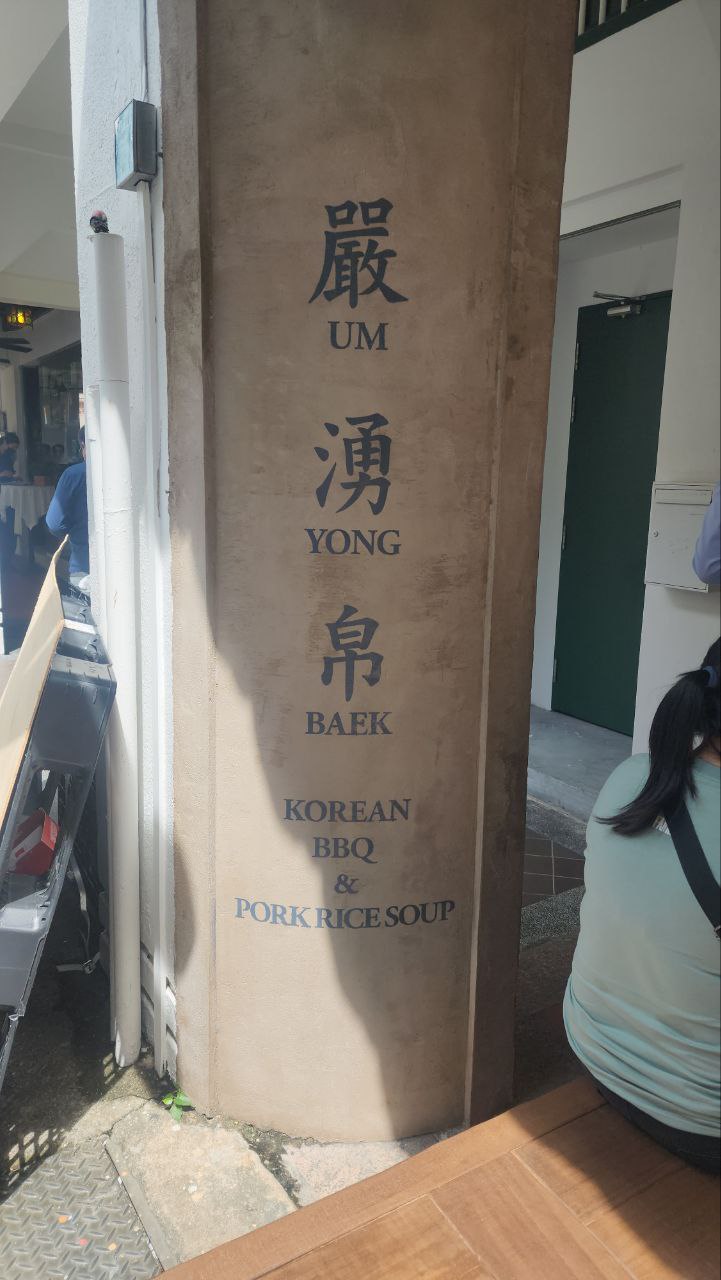 嚴
UM
湧
YONG
帛
BAEK
KOREAN
BBQ
&
PORK RICE SOUP